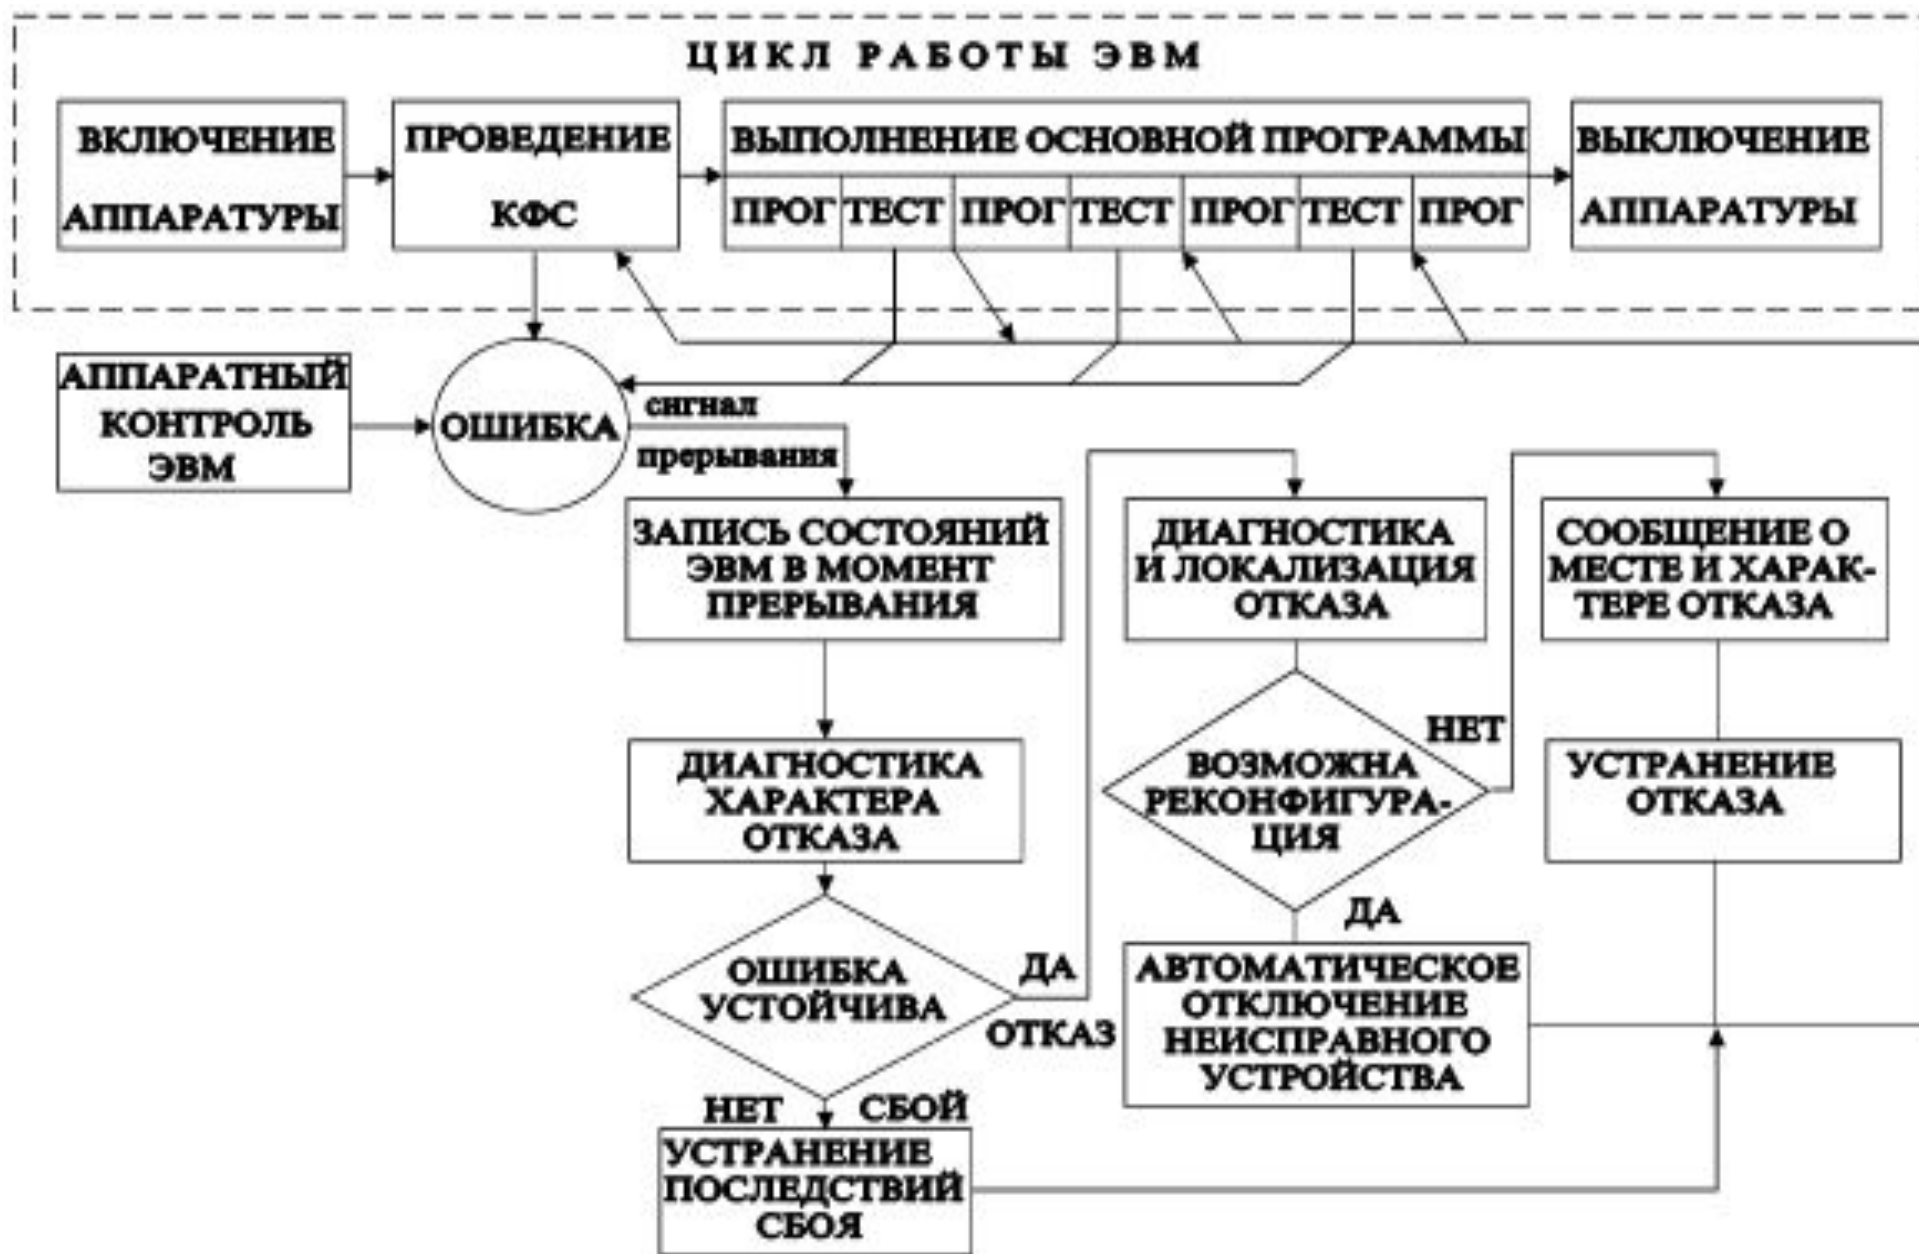 ЦИКЛ РАБОТЫ ЭВМ
ВКЛЮЧЕНИЕ
АППАРАТУРЫ
ПРОВЕДЕНИЕ
КФС
ВЫПОЛНЕНИЕ ОСНОВНОЙ ПРОГРАММЫ
ПРОГ ТЕСТ ПРОГ ТЕСТ ПРОГ ТЕСТ ПРОГ
ВЫКЛЮЧЕНИЕ
АППАРАТУРЫ
АППАРАТНЫЙ
КОНТРОЛЬ
ЭВМ
ОШИБКА
снгнал
прерывания
ЗАПИСЬ СОСТОЯНИЙ
ЭВМ В МОМЕНТ
ПРЕРЫВАНИЯ
ДИАГНОСТИКА
ХАРАКТЕРА
ОТКАЗА
ОШИБКА
УСТОЙЧИВА
ДА
ОТКАЗ
НЕТ СБОЙ
УСТРАНЕНИЕ
ПОСЛЕДСТВИЙ
СБОЯ
ДИАГНОСТИКА
И ЛОКАЛИЗАЦИЯ
ОТКАЗА
ВОЗМОЖНА
РЕКОНФИГУРА-
ЦИЯ
НЕТ
ДА
АВТОМАТИЧЕСКОЕ
ОТКЛЮЧЕНИЕ
НЕИСПРАВНОГО
УСТРОЙСТВА
СООБЩЕНИЕ О
МЕСТЕ И ХАРАК-
ТЕРЕ ОТКАЗА
УСТРАНЕНИЕ
ОТКАЗА